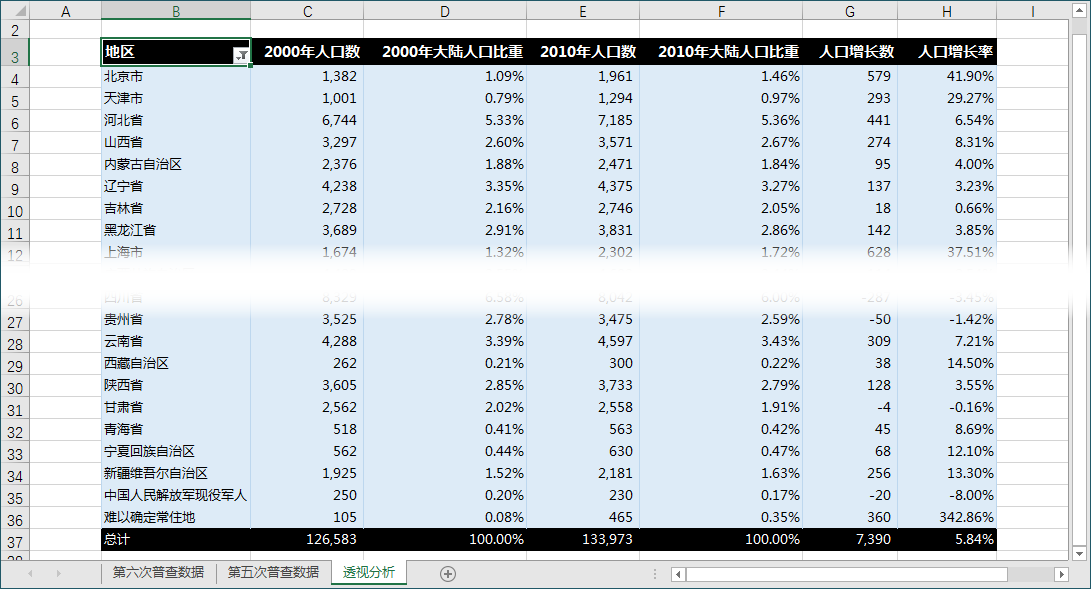 A B C D E F G H I
2
3 地区 2000年人口数 2000年大陆人口比重 2010年人口数 2010年大陆人口比重 人口增长数 人口增长率
4 北京市 1,382 1.09% 1,961 1.46% 579 41.90%
5 天津市 1,001 0.79% 1,294 0.97% 293 29.27%
6 河北省 6,744 5.33% 7,185 5.36% 441 6.54%
7 山西省 3,297 2.60% 3,571 2.67% 274 8.31%
8 内蒙古自治区 2,376 1.88% 2,471 1.84% 95 4.00%
9 辽宁省 4,238 3.35% 4,375 3.27% 137 3.23%
10 吉林省 2,728 2.16% 2,746 2.05% 18 0.66%
11 黑龙江省 3,689 2.91% 3,831 2.86% 142 3.85%
12 上海市 1,674 1.32% 2,302 1.72% 628 37.51%
27 贵州省 3,525 2.78% 3,475 2.59% -50 -1.42%
28 云南省 4,288 3.39% 4,597 3.43% 309 7.21%
29 西藏自治区 262 0.21% 300 0.22% 38 14.50%
30 陕西省 3,605 2.85% 3,733 2.79% 128 3.55%
31 甘肃省 2,562 2.02% 2,558 1.91% -4 -0.16%
32 青海省 518 0.41% 563 0.42% 45 8.69%
33 宁夏回族自治区 562 0.44% 630 0.47% 68 12.10%
34 新疆维吾尔自治区 1,925 1.52% 2,181 1.63% 256 13.30%
35 中国人民解放军现役军人 250 0.20% 230 0.17% -20 -8.00%
36 难以确定常住地 105 0.08% 465 0.35% 360 342.86%
37 总计 126,583 100.00% 133,973 100.00% 7,390 5.84%
第六次普查数据 第五次普查数据 透视分析